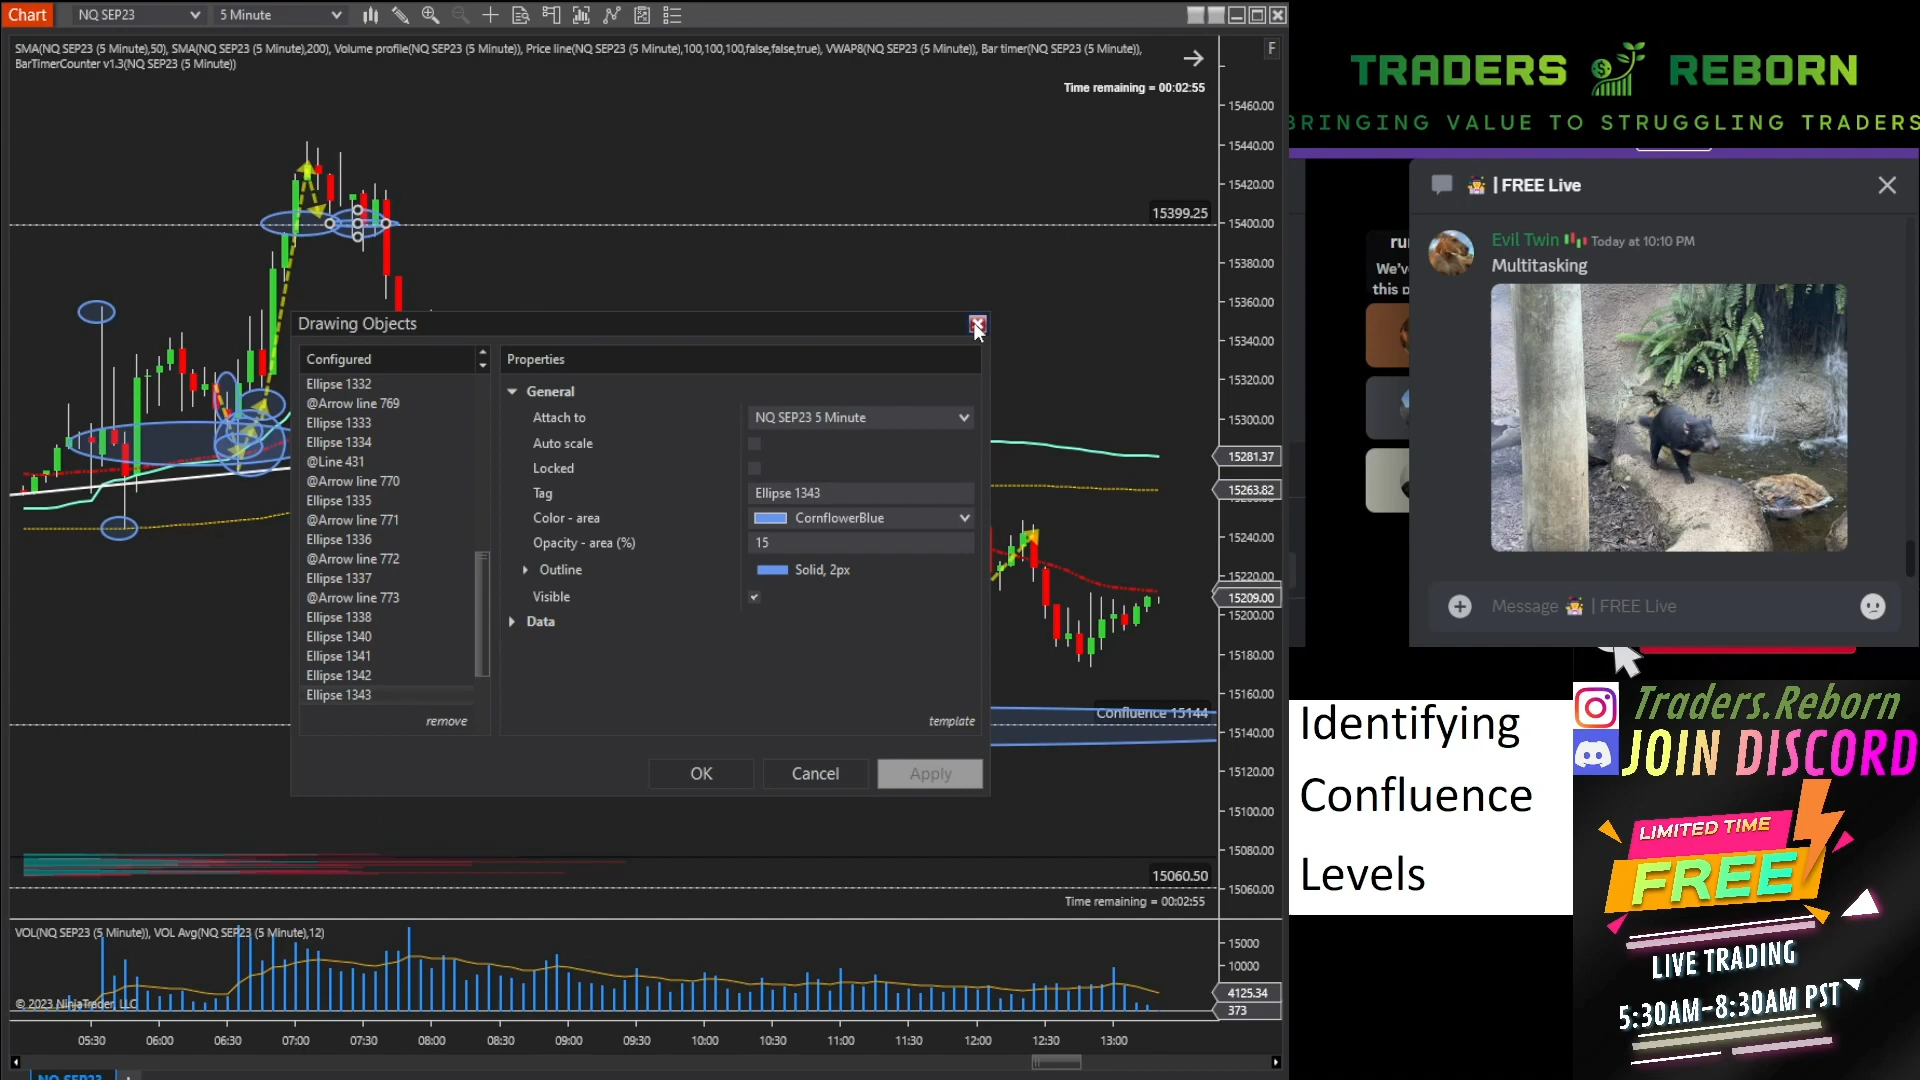 Chart
NQ SEP23
5 Minute
SMA(NQ SEP23 (5 Minute),50), SMA(NQ SEP23 (5 Minute),200), Volume profile(NQ SEP23 (5 Minute)), Price line(NQ SEP23 (5 Minute),100,100,100,false,false,true), VWAP8(NQ SEP23 (5 Minute)), Bar timer(NQ SEP23 (5 Minute)),
BarTimerCounter v1.3(NQ SEP23 (5 Minute))
F
Time remaining = 00:02:55
15460.00
15440.00
15420.00
15399.25
15400.00
15380.00
15360.00
15340.00
15320.00
15300.00
15281.37
15263.82
15240.00
15220.00
15209.00
15200.00
15180.00
15160.00
Confluence 15144
15140.00
15120.00
15100.00
15080.00
15060.50
15060.00
Time remaining = 00:02:55
Drawing Objects
Configured
Ellipse 1332
@Arrow line 769
Ellipse 1333
Ellipse 1334
@Line 431
@Arrow line 770
Ellipse 1335
@Arrow line 771
Ellipse 1336
@Arrow line 772
Ellipse 1337
@Arrow line 773
Ellipse 1338
Ellipse 1340
Ellipse 1341
Ellipse 1342
Ellipse 1343
remove
Properties
General
Attach to NQ SEP23 5 Minute
Auto scale
Locked
Tag Ellipse 1343
Color - area CornflowerBlue
Opacity - area (%) 15
Outline Solid, 2px
Visible
Data
template
OK
Cancel
Apply
VOL(NQ SEP23 (5 Minute)), VOL Avg(NQ SEP23 (5 Minute),12)
15000
10000
4125.34
373
© 2023 NinjaTrader, LLC
05:30 06:00 06:30 07:00 07:30 08:00 08:30 09:00 09:30 10:00 10:30 11:00 11:30 12:00 12:30 13:00
NQ SEP23
TRADERS REBORN
BRINGING VALUE TO STRUGGLING TRADERS
| FREE Live
We'v
this p
Evil Twin Today at 10:10 PM
Multitasking
Message | FREE Live
Identifying
Confluence
Levels
Traders.Reborn
JOIN DISCORD
LIMITED TIME
FREE
LIVE TRADING
5:30AM-8:30AM PST